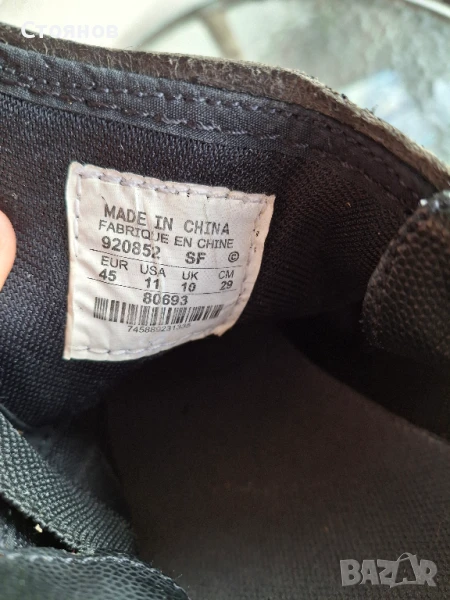 Стоянов
MADE IN CHINA
FABRIQUE EN CHINE
920852 SF ©
EUR USA UK CM
45 11 10 29
80693
745889231335
BAZAR